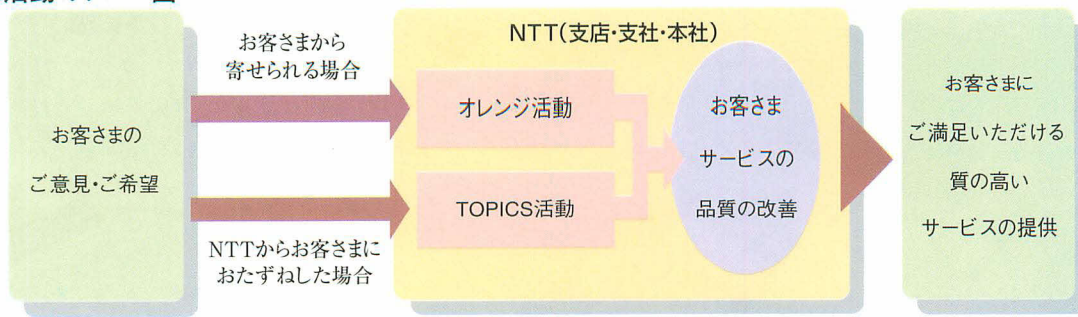 お客さまの
ご意見・ご希望
お客さまから
寄せられる場合
NTTからお客さまに
おたずねした場合
NTT(支店・支社・本社)
オレンジ活動
TOPICS活動
お客さま
サービスの
品質の改善
お客さまに
ご満足いただける
質の高い
サービスの提供